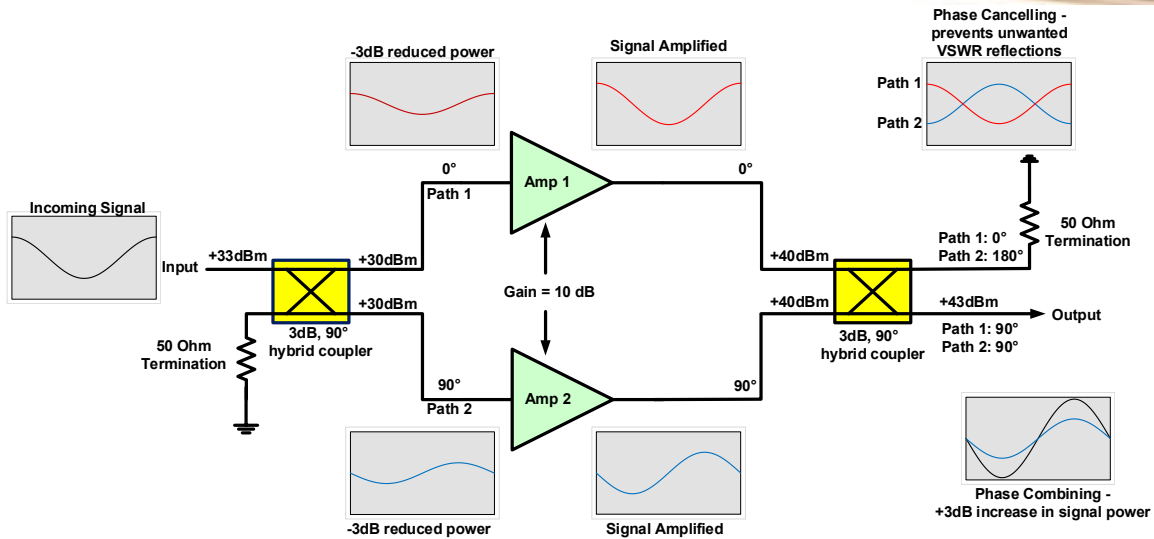 Phase Cancelling -
prevents unwanted
VSWR reflections
-3dB reduced power
Signal Amplified
Path 1
Path 2
0°
Path 1
Amp 1
0°
Incoming Signal
50 Ohm
Termination
Path 1: 0°
Path 2: 180°
Input
+33dBm
+30dBm
+40dBm
Gain = 10 dB
+30dBm
+40dBm
+43dBm
Output
3dB, 90°
hybrid coupler
3dB, 90°
hybrid coupler
Path 1: 90°
Path 2: 90°
50 Ohm
Termination
90°
Path 2
Amp 2
90°
-3dB reduced power
Signal Amplified
Phase Combining -
+3dB increase in signal power